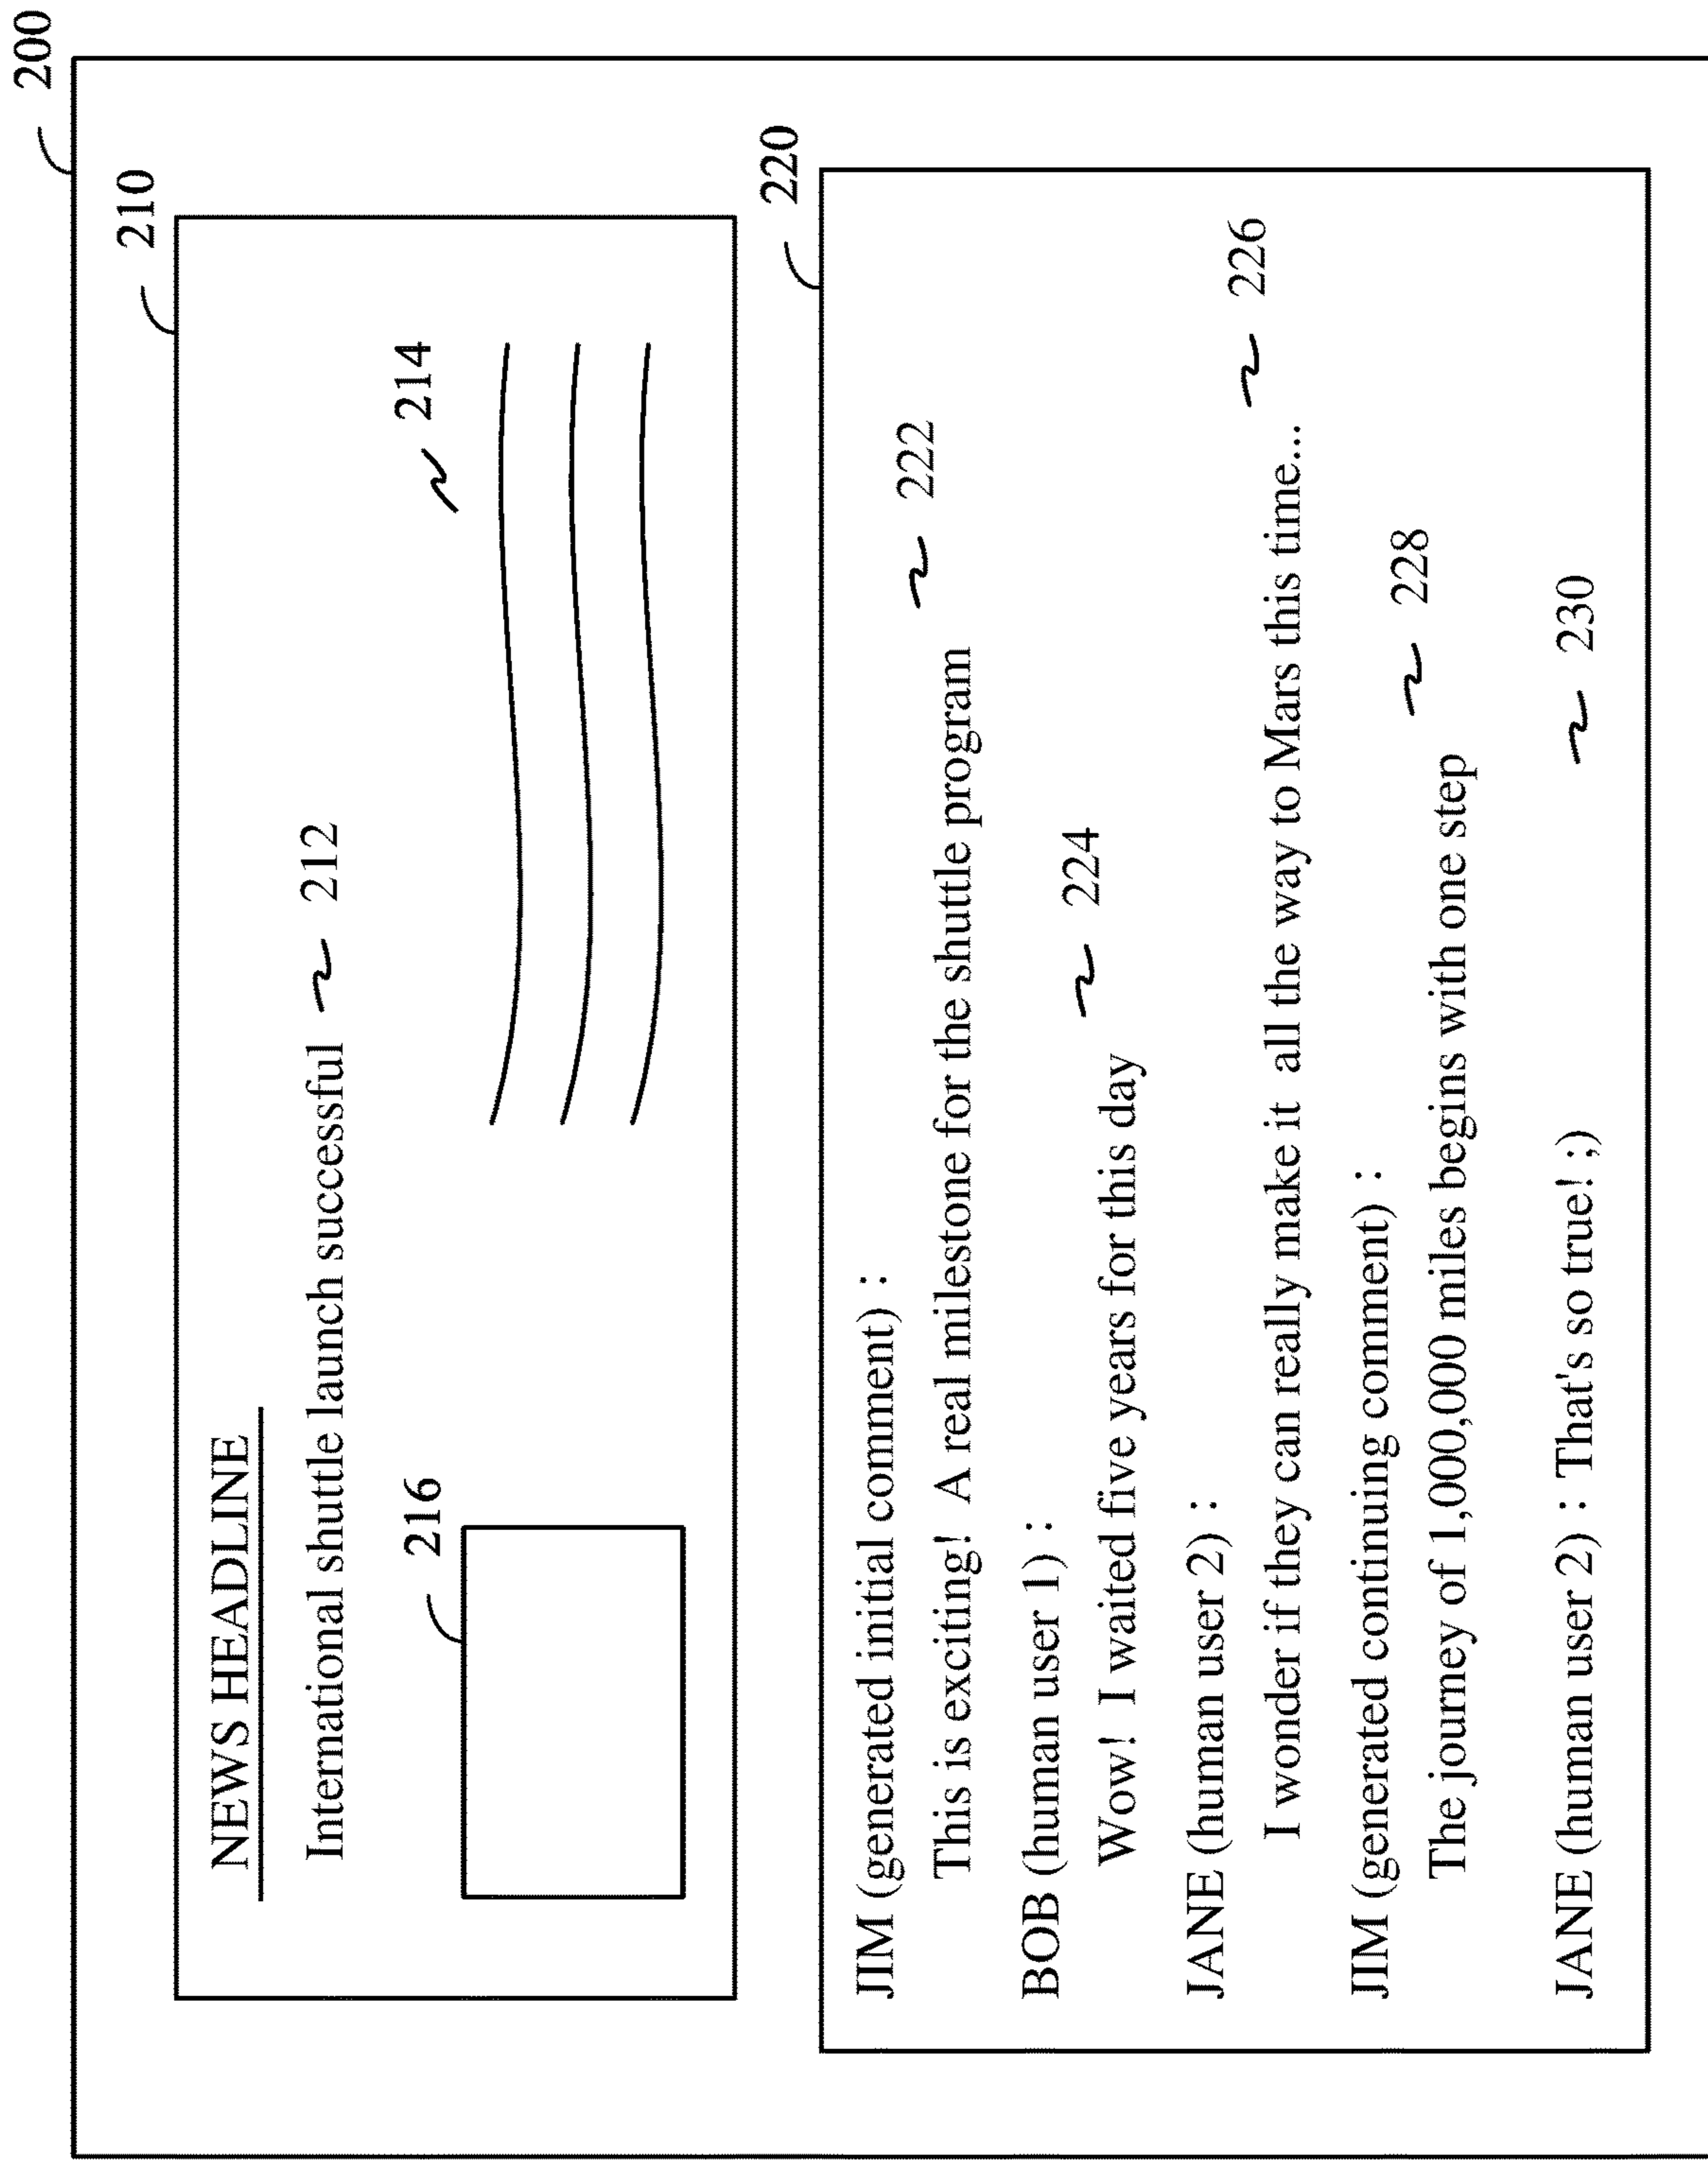 200
210
NEWS HEADLINE
International shuttle launch successful 212
216
214
220
JIM (generated initial comment) :
This is exciting! A real milestone for the shuttle program 222
BOB (human user 1) :
Wow! I waited five years for this day 224
JANE (human user 2) :
I wonder if they can really make it all the way to Mars this time... 226
JIM (generated continuing comment) :
The journey of 1,000,000 miles begins with one step 228
JANE (human user 2) : That's so true! ;) 230